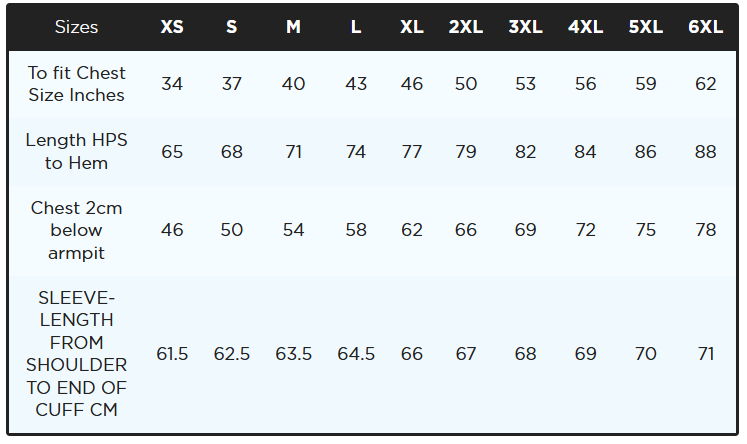 Sizes XS S M L XL 2XL 3XL 4XL 5XL 6XL
To fit Chest
Size Inches 34 37 40 43 46 50 53 56 59 62
Length HPS
to Hem 65 68 71 74 77 79 82 84 86 88
Chest 2cm
below 46 50 54 58 62 66 69 72 75 78
armpit
SLEEVE-
LENGTH
FROM
SHOULDER 61.5 62.5 63.5 64.5 66 67 68 69 70 71
TO END OF
CUFF CM